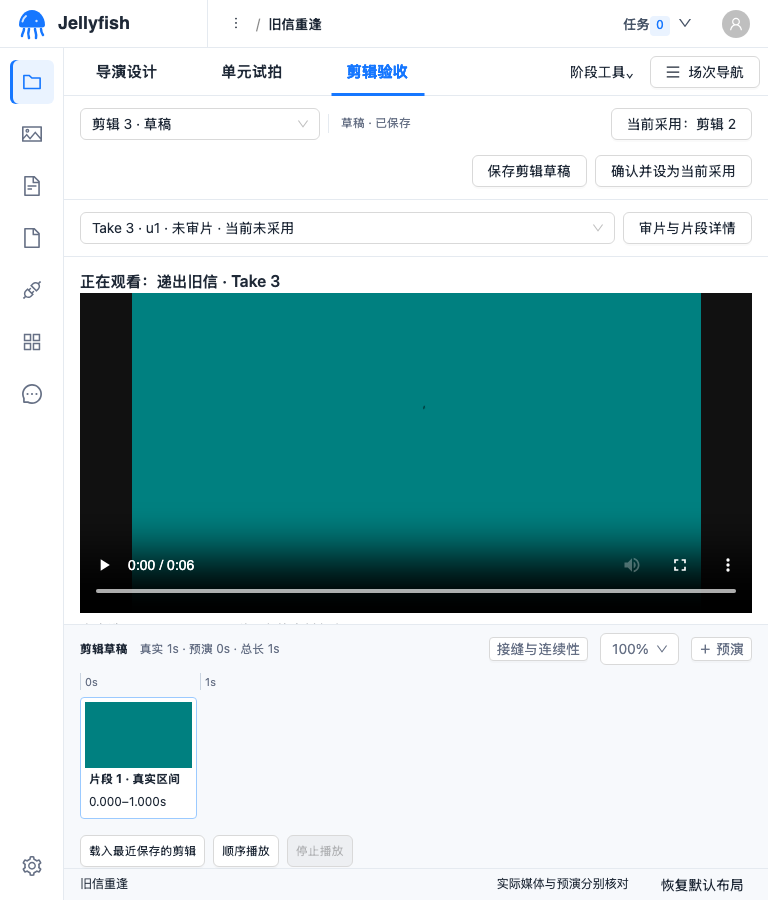 Jellyfish
/ 旧信重逢
任务 0
导演设计
单元试拍
剪辑验收
阶段工具
场次导航
剪辑 3 · 草稿
草稿 · 已保存
当前采用：剪辑 2
保存剪辑草稿
确认并设为当前采用
Take 3 · u1 · 未审片 · 当前未采用
审片与片段详情
正在观看：递出旧信 · Take 3
0:00 / 0:06
剪辑草稿
真实 1s · 预演 0s · 总长 1s
接缝与连续性
100%
+ 预演
0s
1s
片段 1 · 真实区间
0.000–1.000s
载入最近保存的剪辑
顺序播放
停止播放
旧信重逢
实际媒体与预演分别核对
恢复默认布局